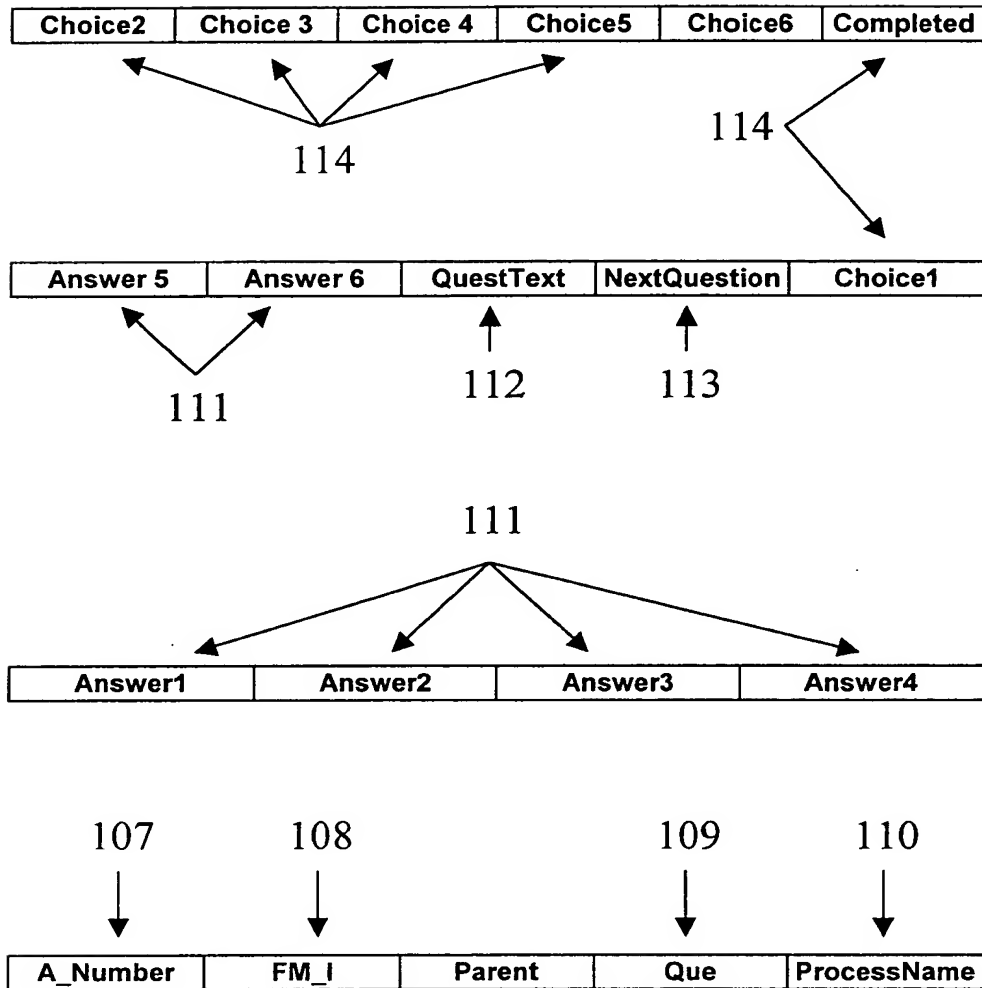 Choice2 Choice 3 Choice 4 Choice5 Choice6 Completed
114
114
Answer 5 Answer 6 QuestText NextQuestion Choice1
111 112 113
111
Answer1 Answer2 Answer3 Answer4
107 108 109 110
A_Number FM_I Parent Que ProcessName